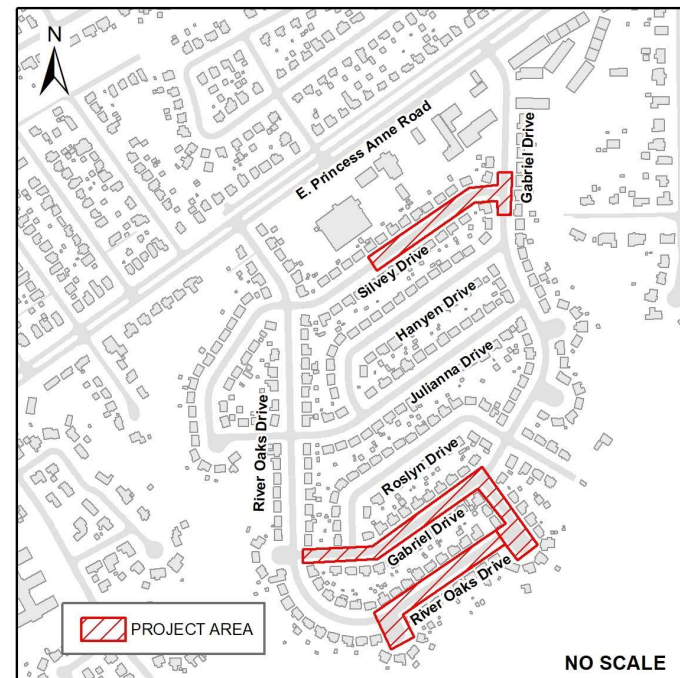 N
E. Princess Anne Road
Gabriel Drive
Silvey Drive
Hanyen Drive
Julianna Drive
River Oaks Drive
Roslyn Drive
Gabriel Drive
River Oaks Drive
PROJECT AREA
NO SCALE